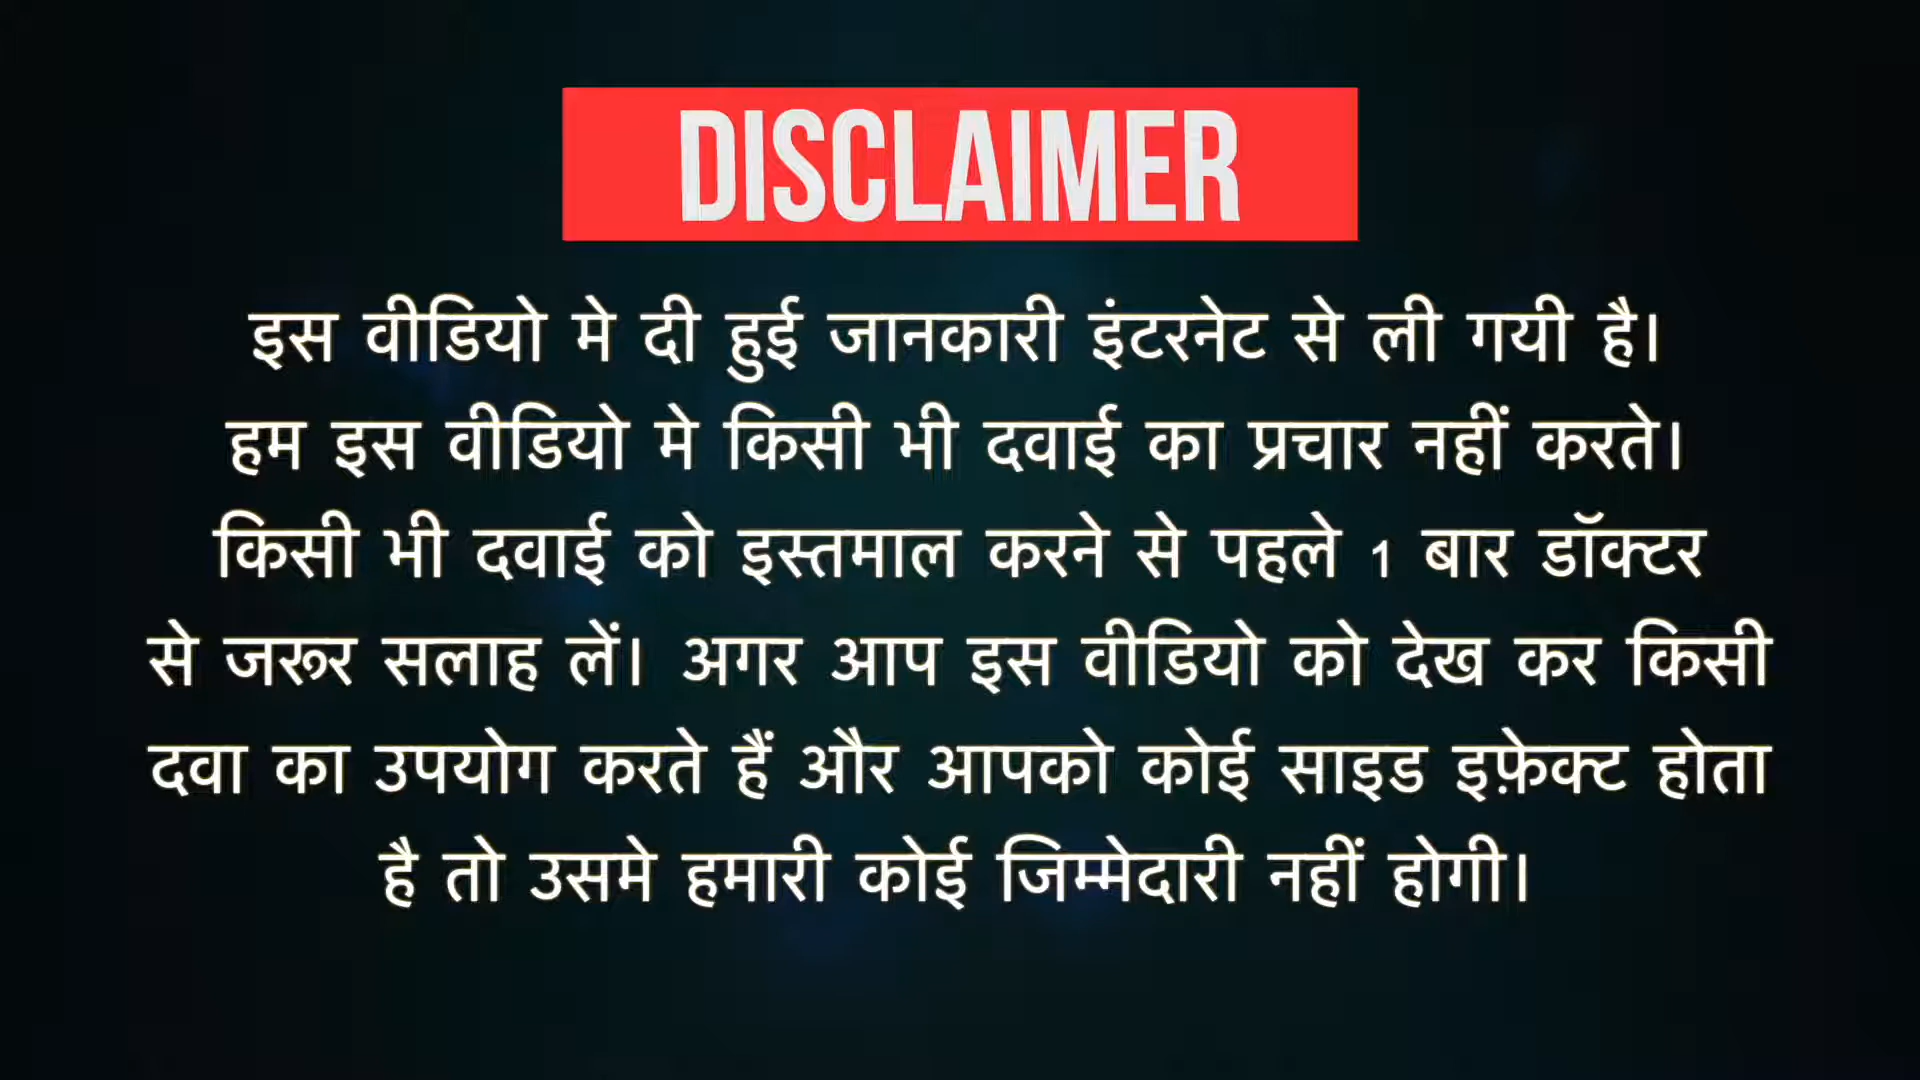 DISCLAIMER
इस वीडियो मे दी हुई जानकारी इंटरनेट से ली गयी है।
हम इस वीडियो मे किसी भी दवाई का प्रचार नहीं करते।
किसी भी दवाई को इस्तमाल करने से पहले 1 बार डॉक्टर
से जरूर सलाह लें। अगर आप इस वीडियो को देख कर किसी
दवा का उपयोग करते हैं और आपको कोई साइड इफ़ेक्ट होता
है तो उसमे हमारी कोई जिम्मेदारी नहीं होगी।